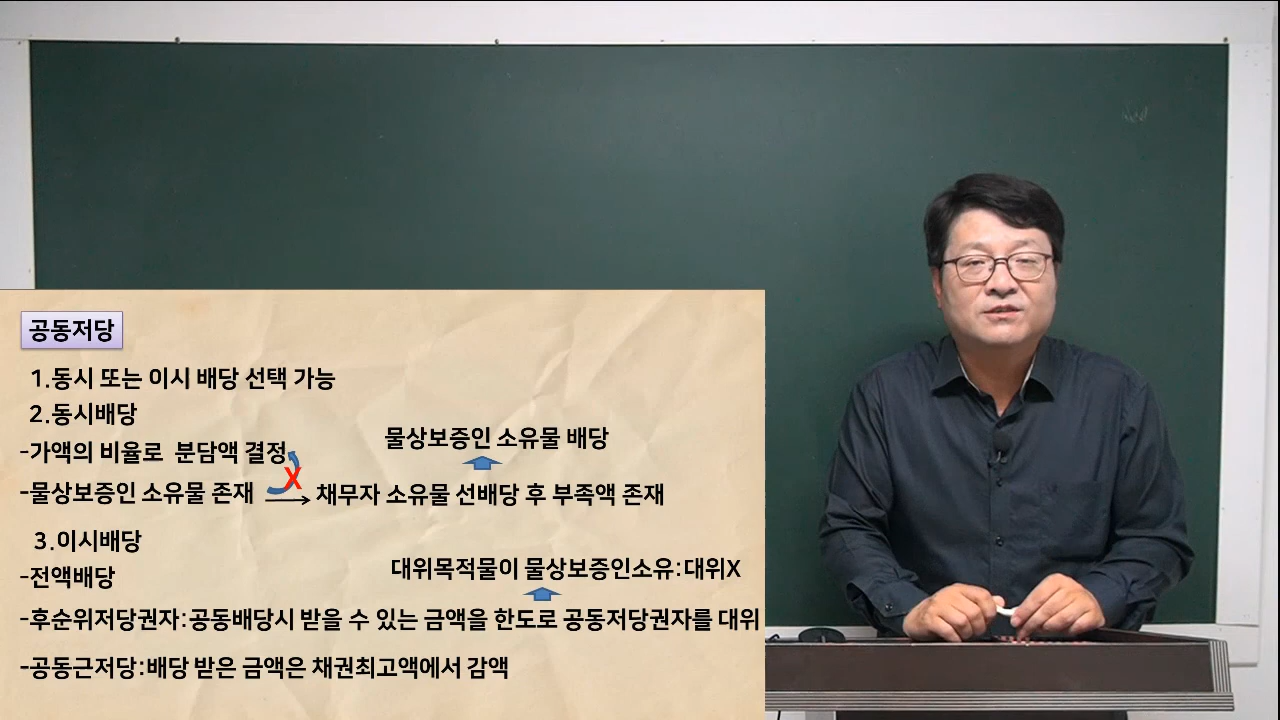 공동저당
1.동시 또는 이시 배당 선택 가능
2.동시배당
-가액의 비율로 분담액 결정
물상보증인 소유물 배당
X
-물상보증인 소유물 존재
채무자 소유물 선배당 후 부족액 존재
3.이시배당
대위목적물이 물상보증인소유:대위X
-전액배당
-후순위저당권자:공동배당시 받을 수 있는 금액을 한도로 공동저당권자를 대위
-공동근저당:배당 받은 금액은 채권최고액에서 감액